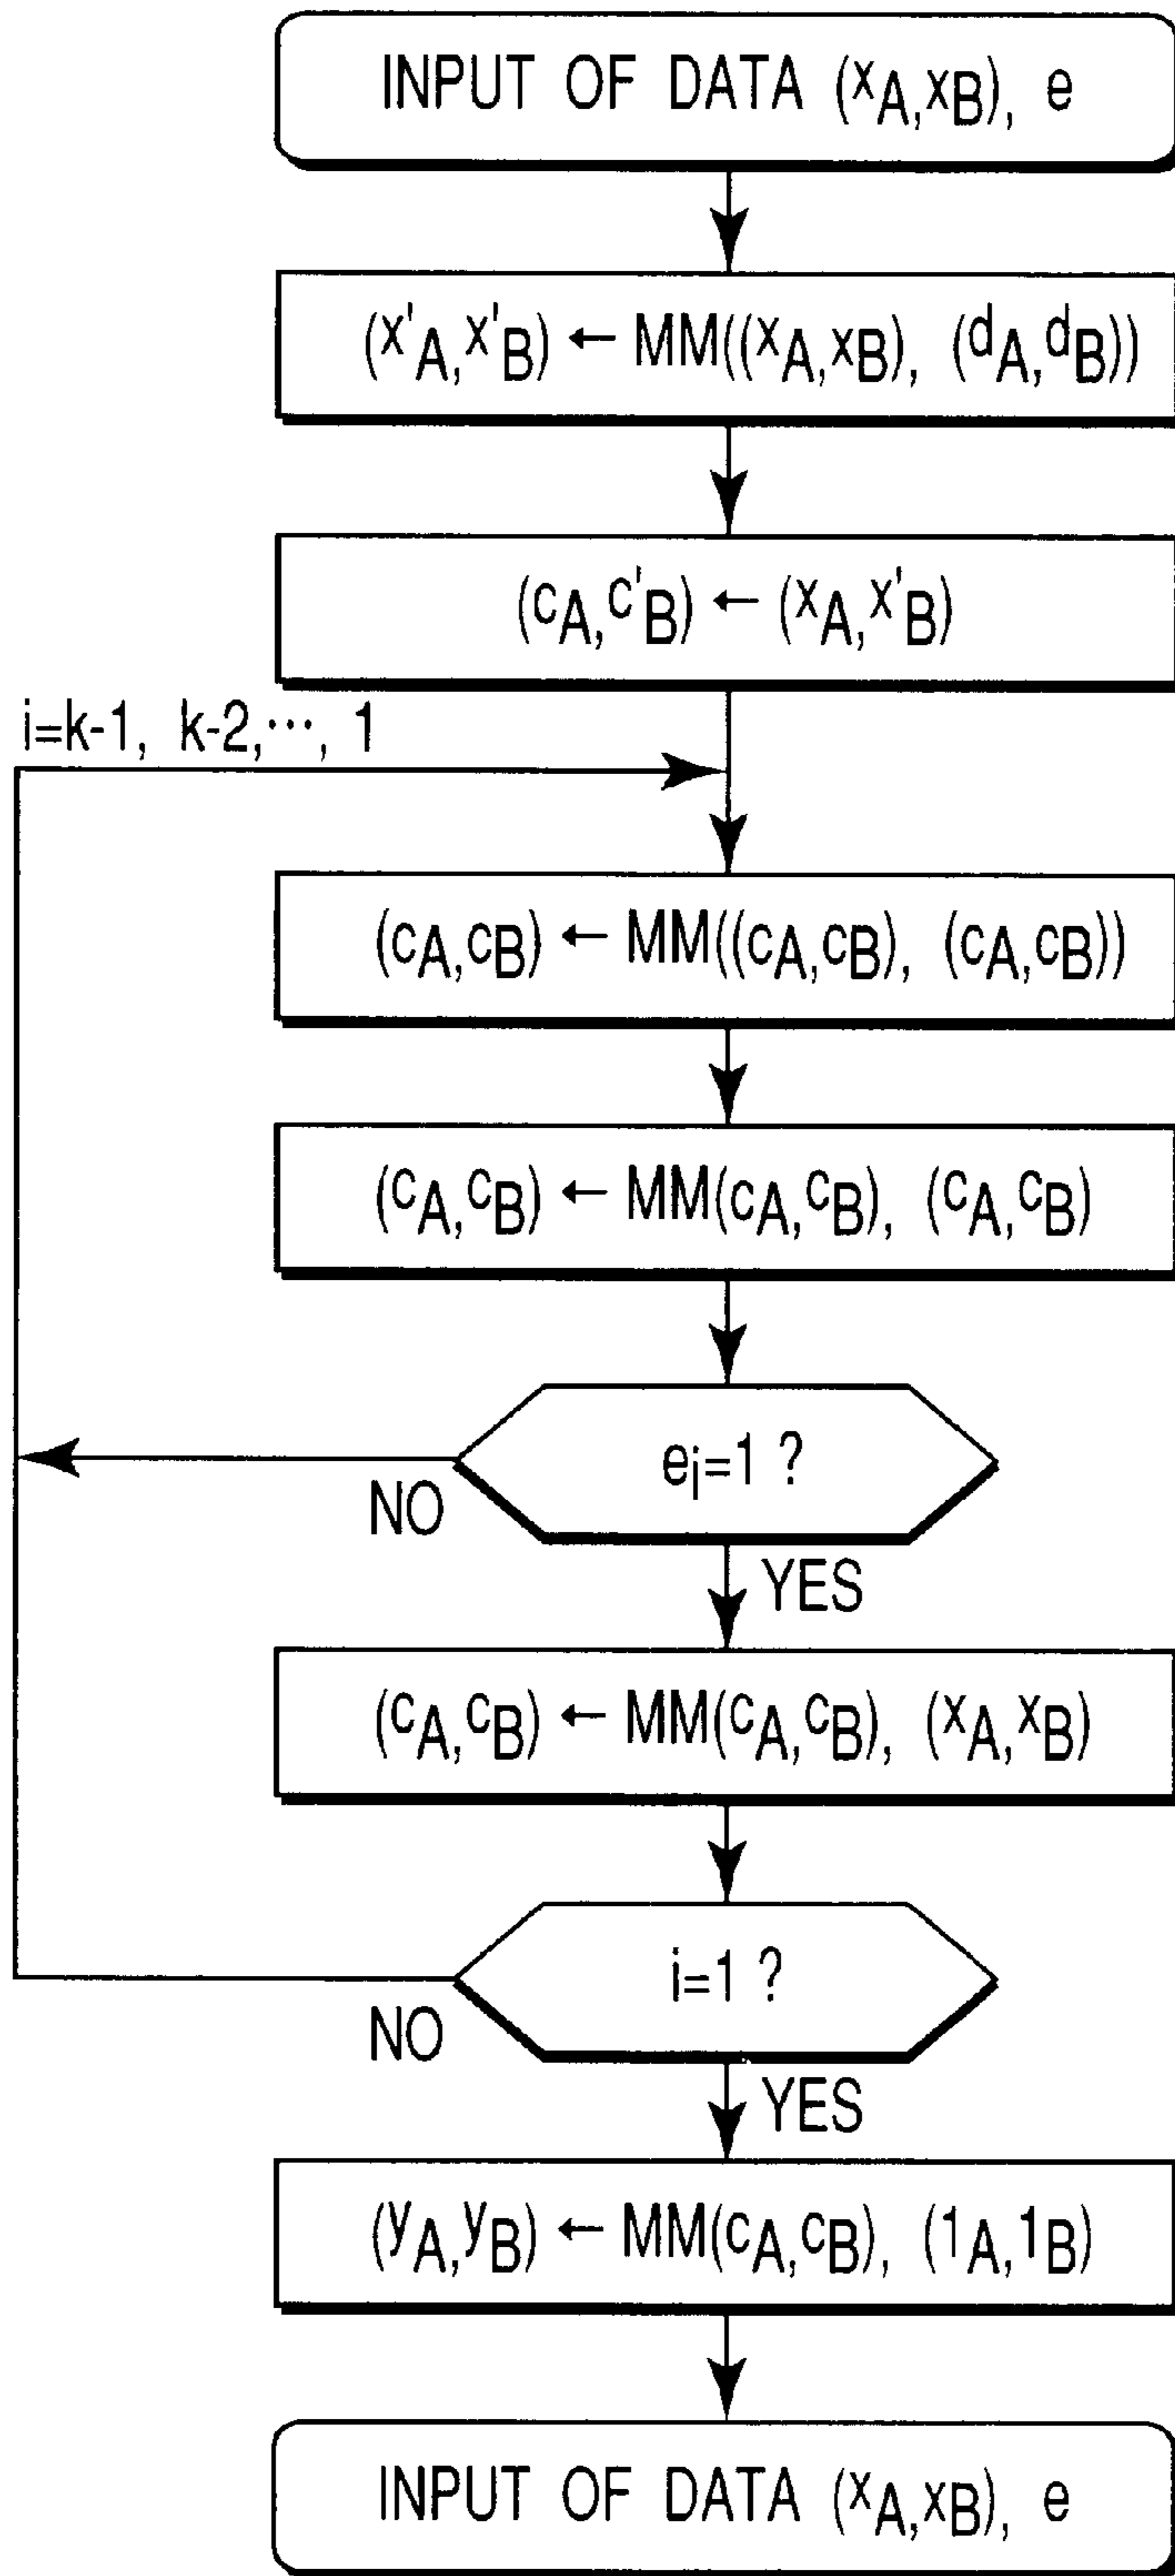 INPUT OF DATA (xA,xB), e
(x'A,x'B) ← MM((xA,xB), (dA,dB))
(cA,c'B) ← (xA,x'B)
i=k-1, k-2,···, 1
(cA,cB) ← MM((cA,cB), (cA,cB))
(cA,cB) ← MM(cA,cB), (cA,cB)
ei=1 ?
NO
YES
(cA,cB) ← MM(cA,cB), (xA,xB)
i=1 ?
NO
YES
(yA,yB) ← MM(cA,cB), (1A,1B)
INPUT OF DATA (xA,xB), e